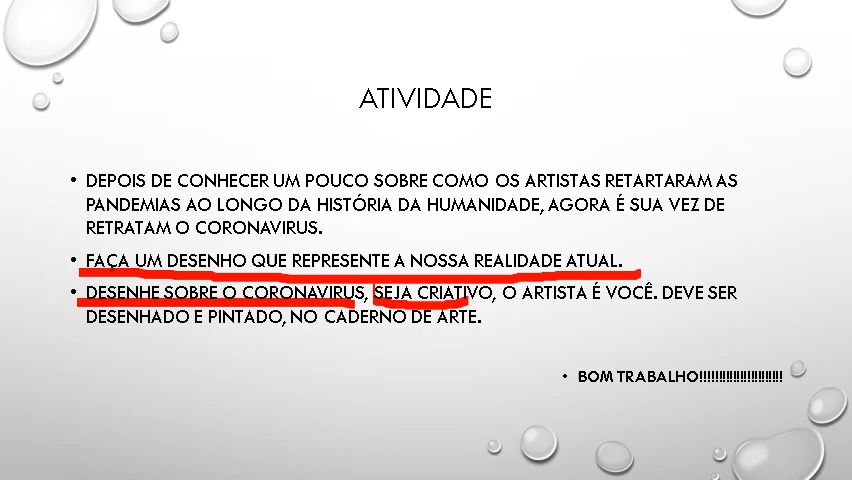 ATIVIDADE
• DEPOIS DE CONHECER UM POUCO SOBRE COMO OS ARTISTAS RETARTARAM AS
PANDEMIAS AO LONGO DA HISTÓRIA DA HUMANIDADE, AGORA É SUA VEZ DE
RETRATAM O CORONAVIRUS.
• FAÇA UM DESENHO QUE REPRESENTE A NOSSA REALIDADE ATUAL.
• DESENHE SOBRE O CORONAVIRUS, SEJA CRIATIVO, O ARTISTA É VOCÊ. DEVE SER
DESENHADO E PINTADO, NO CADERNO DE ARTE.
• BOM TRABALHO!!!!!!!!!!!!!!!!!!!!!!!